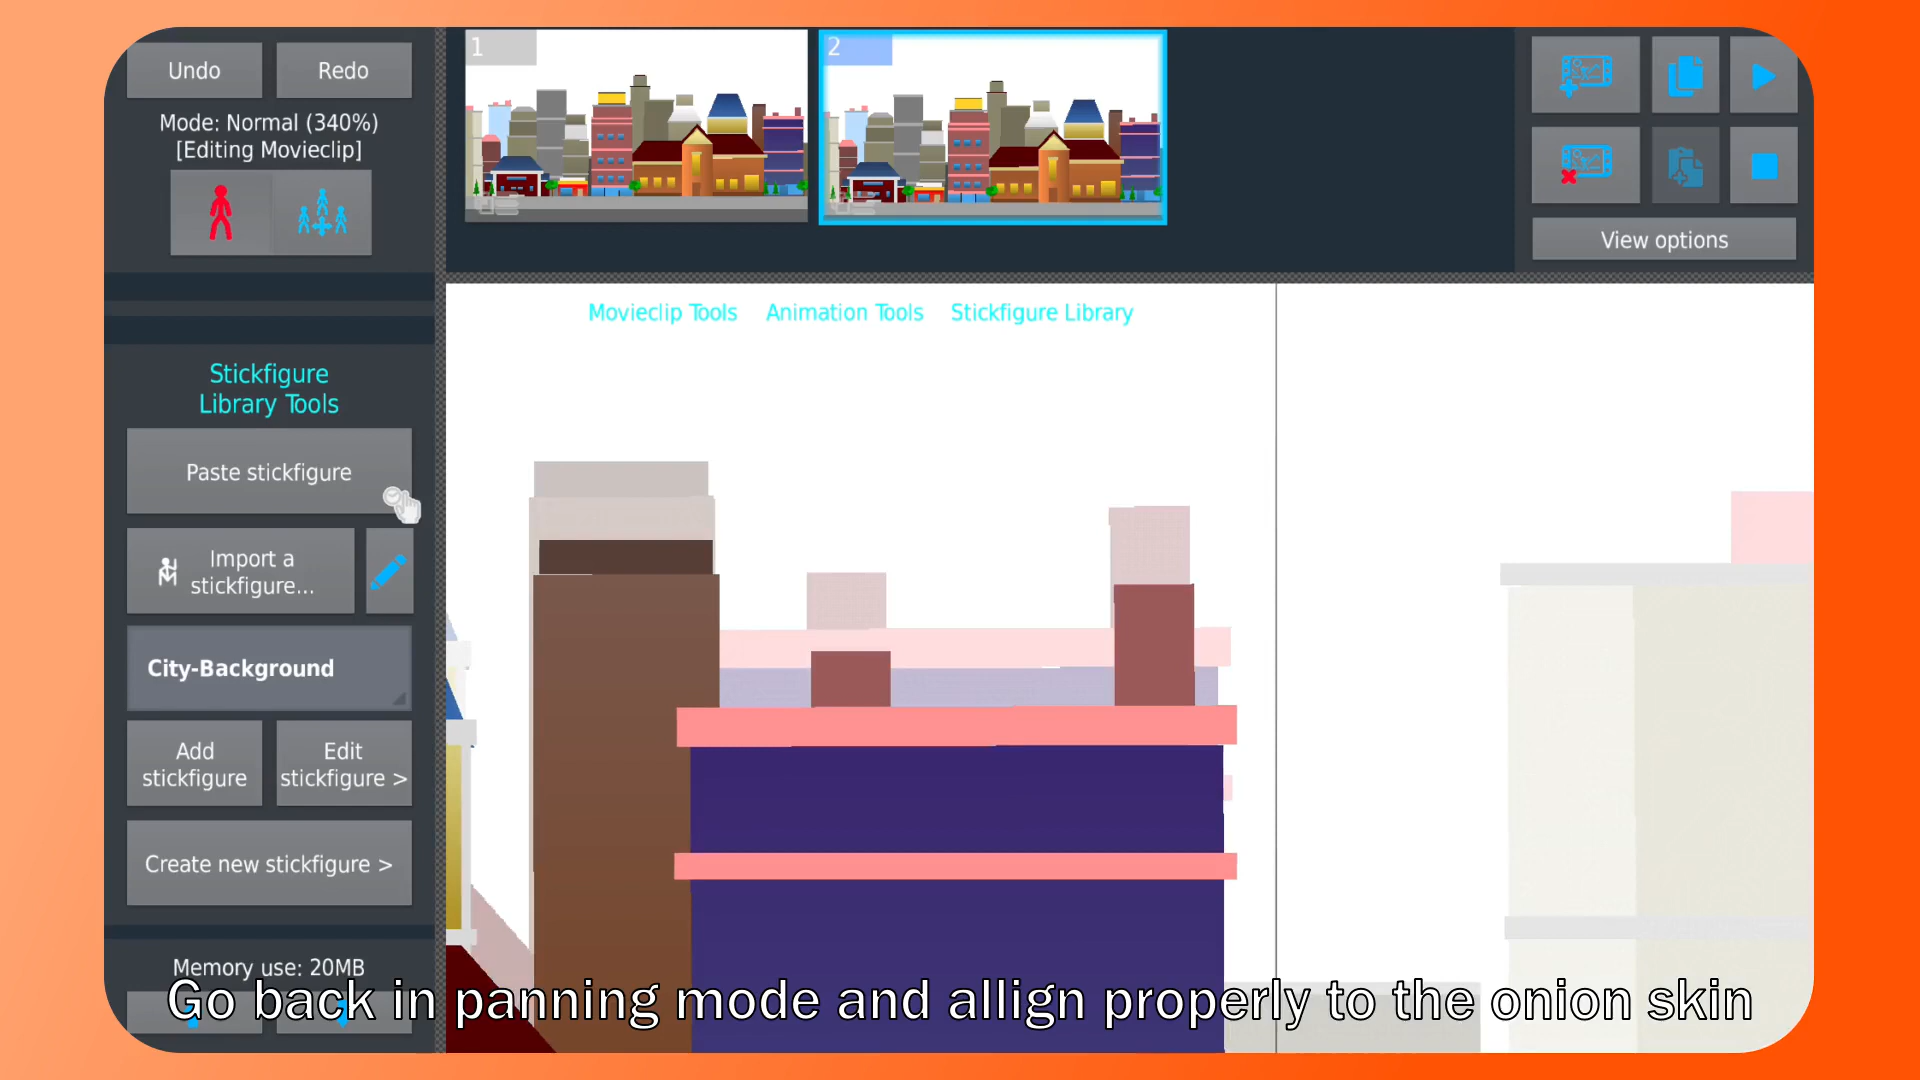 Undo
Redo
Mode: Normal (340%)
[Editing Movieclip]
1
2
View options
Movieclip Tools
Animation Tools
Stickfigure Library
Stickfigure
Library Tools
Paste stickfigure
Import a
stickfigure...
City-Background
Add
stickfigure
Edit
stickfigure >
Create new stickfigure >
Memory use: 20MB
Go back in panning mode and allign properly to the onion skin